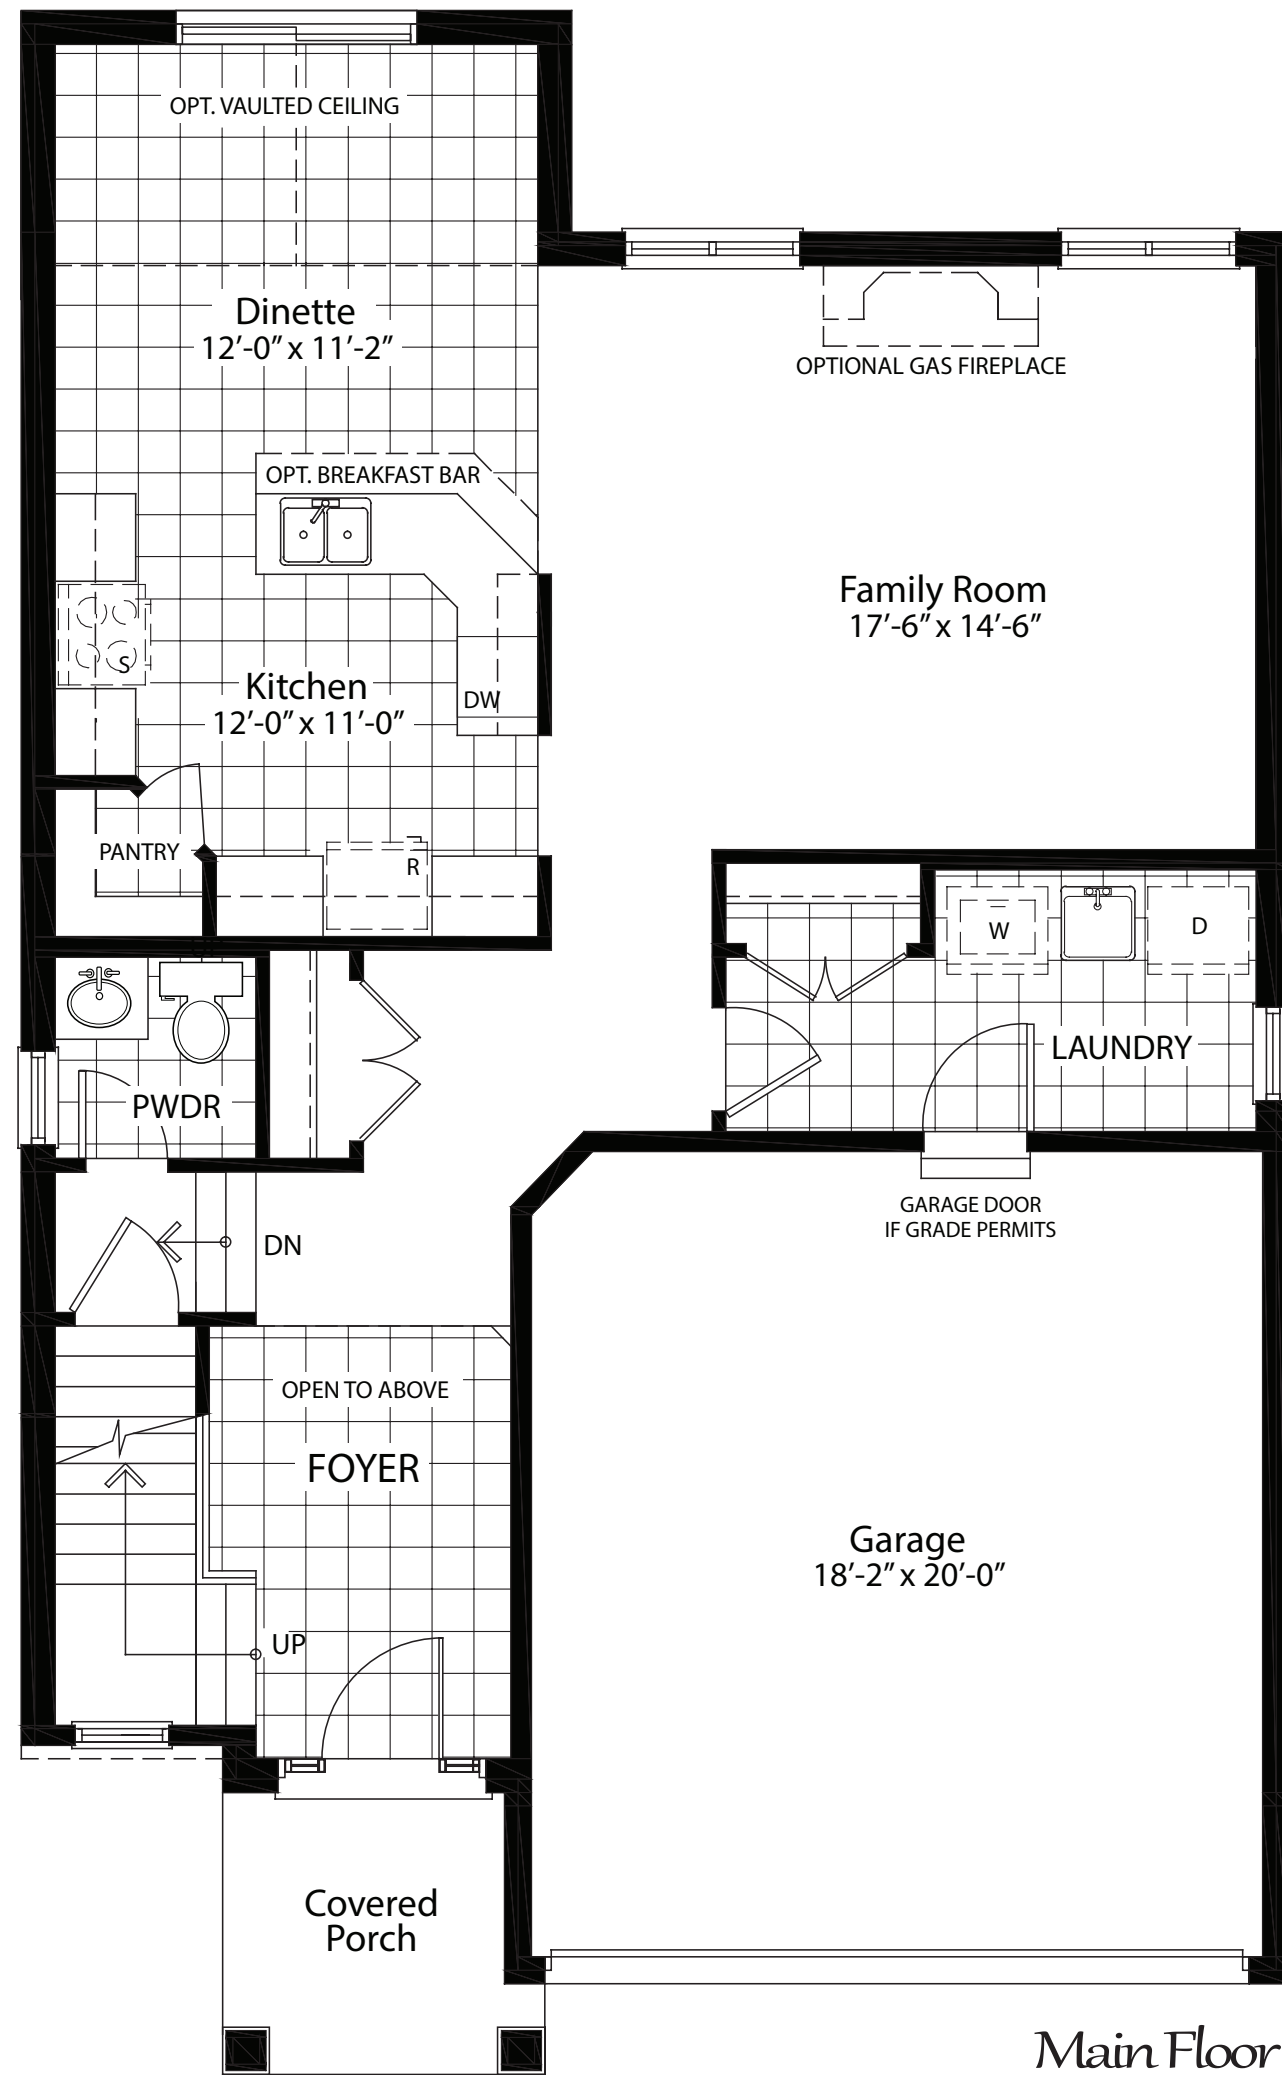 OPT. VAULTED CEILING
Dinette
12’-0” x 11’-2”
OPTIONAL GAS FIREPLACE
OPT. BREAKFAST BAR
Family Room
17’-6” x 14’-6”
S
Kitchen
12’-0” x 11’-0”
DW
PANTRY
R
W
D
LAUNDRY
PWDR
GARAGE DOOR
IF GRADE PERMITS
DN
OPEN TO ABOVE
FOYER
Garage
18’-2” x 20’-0”
UP
Covered
Porch
Main Floor